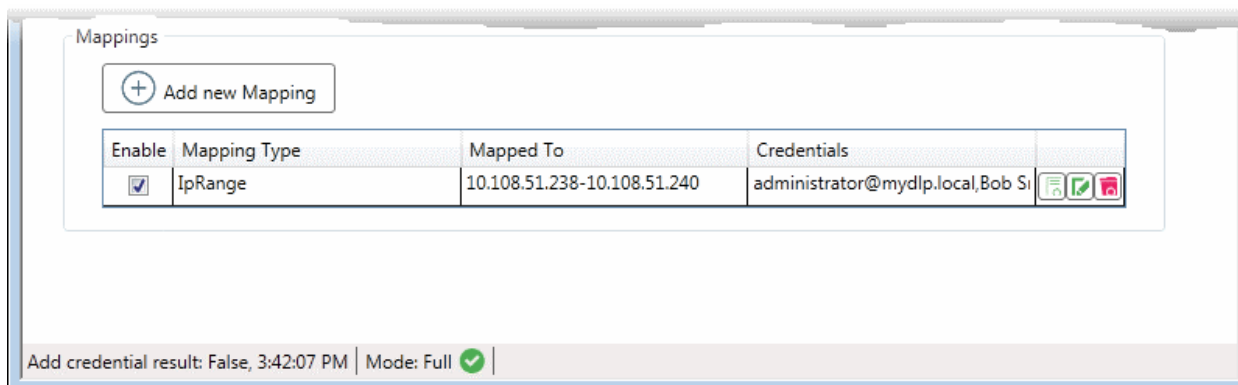 Mappings
Add new Mapping
Enable Mapping Type Mapped To Credentials
IpRange 10.108.51.238-10.108.51.240 administrator@mydlp.local,Bob
Add credential result: False, 3:42:07 PM Mode: Full